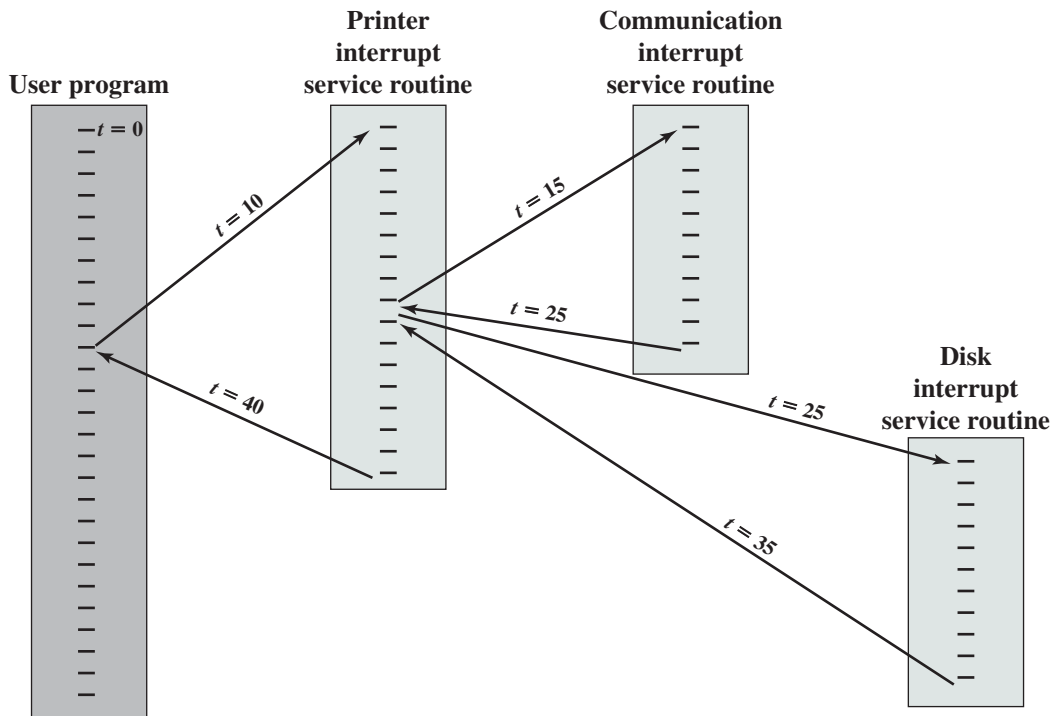 Printer
interrupt
service routine
Communication
interrupt
service routine
User program
t = 0
t = 10
t = 15
t = 25
t = 40
t = 25
Disk
interrupt
service routine
t = 35